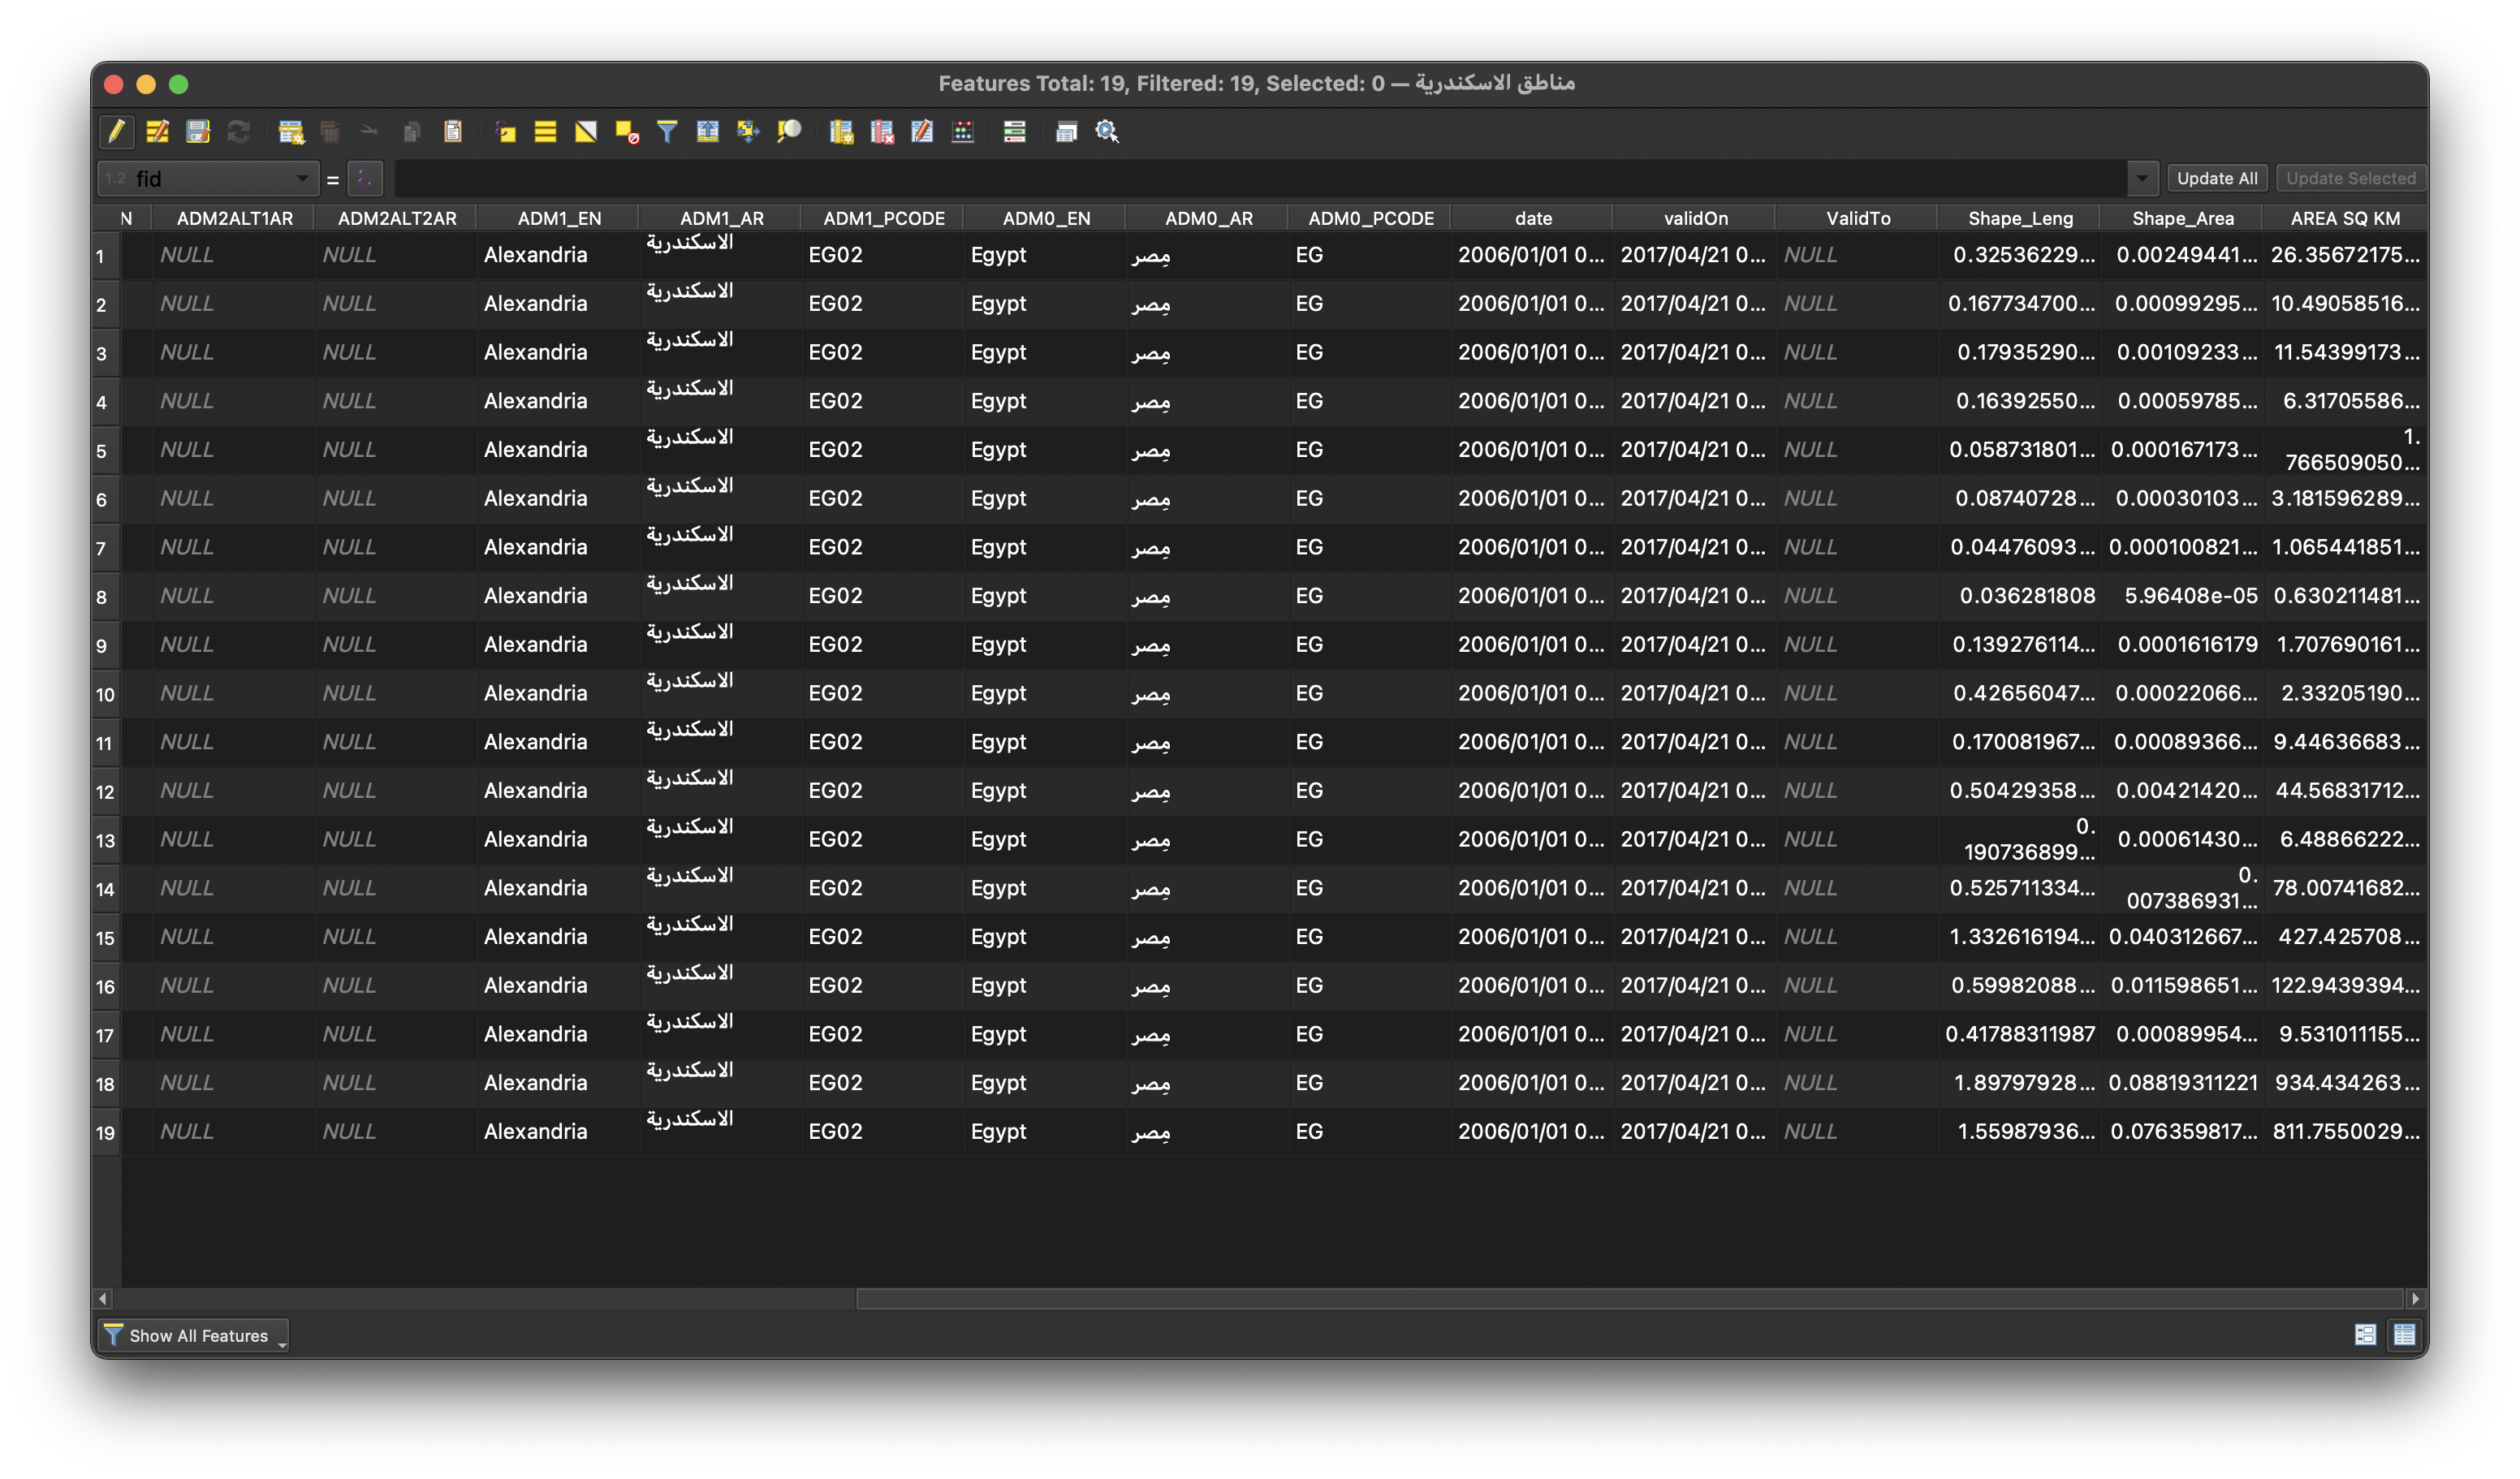 Features Total: 19, Filtered: 19, Selected: 0 — مناطق الاسكندرية
1.2 fid = Update All Update Selected
N ADM2ALT1AR ADM2ALT2AR ADM1_EN ADM1_AR ADM1_PCODE ADM0_EN ADM0_AR ADM0_PCODE date validOn ValidTo Shape_Leng Shape_Area AREA SQ KM
1 NULL NULL Alexandria الاسكندرية EG02 Egypt مِصر EG 2006/01/01 0... 2017/04/21 0... NULL 0.32536229... 0.00249441... 26.35672175...
2 NULL NULL Alexandria الاسكندرية EG02 Egypt مِصر EG 2006/01/01 0... 2017/04/21 0... NULL 0.167734700... 0.00099295... 10.49058516...
3 NULL NULL Alexandria الاسكندرية EG02 Egypt مِصر EG 2006/01/01 0... 2017/04/21 0... NULL 0.17935290... 0.00109233... 11.54399173...
4 NULL NULL Alexandria الاسكندرية EG02 Egypt مِصر EG 2006/01/01 0... 2017/04/21 0... NULL 0.16392550... 0.00059785... 6.31705586...
5 NULL NULL Alexandria الاسكندرية EG02 Egypt مِصر EG 2006/01/01 0... 2017/04/21 0... NULL 0.058731801... 0.000167173... 1.
766509050...
6 NULL NULL Alexandria الاسكندرية EG02 Egypt مِصر EG 2006/01/01 0... 2017/04/21 0... NULL 0.08740728... 0.00030103... 3.181596289...
7 NULL NULL Alexandria الاسكندرية EG02 Egypt مِصر EG 2006/01/01 0... 2017/04/21 0... NULL 0.04476093... 0.000100821... 1.065441851...
8 NULL NULL Alexandria الاسكندرية EG02 Egypt مِصر EG 2006/01/01 0... 2017/04/21 0... NULL 0.036281808 5.96408e-05 0.630211481...
9 NULL NULL Alexandria الاسكندرية EG02 Egypt مِصر EG 2006/01/01 0... 2017/04/21 0... NULL 0.139276114... 0.0001616179 1.707690161...
10 NULL NULL Alexandria الاسكندرية EG02 Egypt مِصر EG 2006/01/01 0... 2017/04/21 0... NULL 0.42656047... 0.00022066... 2.33205190...
11 NULL NULL Alexandria الاسكندرية EG02 Egypt مِصر EG 2006/01/01 0... 2017/04/21 0... NULL 0.170081967... 0.00089366... 9.44636683...
12 NULL NULL Alexandria الاسكندرية EG02 Egypt مِصر EG 2006/01/01 0... 2017/04/21 0... NULL 0.50429358... 0.00421420... 44.56831712...
13 NULL NULL Alexandria الاسكندرية EG02 Egypt مِصر EG 2006/01/01 0... 2017/04/21 0... NULL 0.
190736899... 0.00061430... 6.48866222...
14 NULL NULL Alexandria الاسكندرية EG02 Egypt مِصر EG 2006/01/01 0... 2017/04/21 0... NULL 0.525711334... 0.
007386931... 78.00741682...
15 NULL NULL Alexandria الاسكندرية EG02 Egypt مِصر EG 2006/01/01 0... 2017/04/21 0... NULL 1.332616194... 0.040312667... 427.425708...
16 NULL NULL Alexandria الاسكندرية EG02 Egypt مِصر EG 2006/01/01 0... 2017/04/21 0... NULL 0.59982088... 0.011598651... 122.9439394...
17 NULL NULL Alexandria الاسكندرية EG02 Egypt مِصر EG 2006/01/01 0... 2017/04/21 0... NULL 0.41788311987 0.00089954... 9.531011155...
18 NULL NULL Alexandria الاسكندرية EG02 Egypt مِصر EG 2006/01/01 0... 2017/04/21 0... NULL 1.89797928... 0.08819311221 934.434263...
19 NULL NULL Alexandria الاسكندرية EG02 Egypt مِصر EG 2006/01/01 0... 2017/04/21 0... NULL 1.55987936... 0.076359817... 811.7550029...
Show All Features